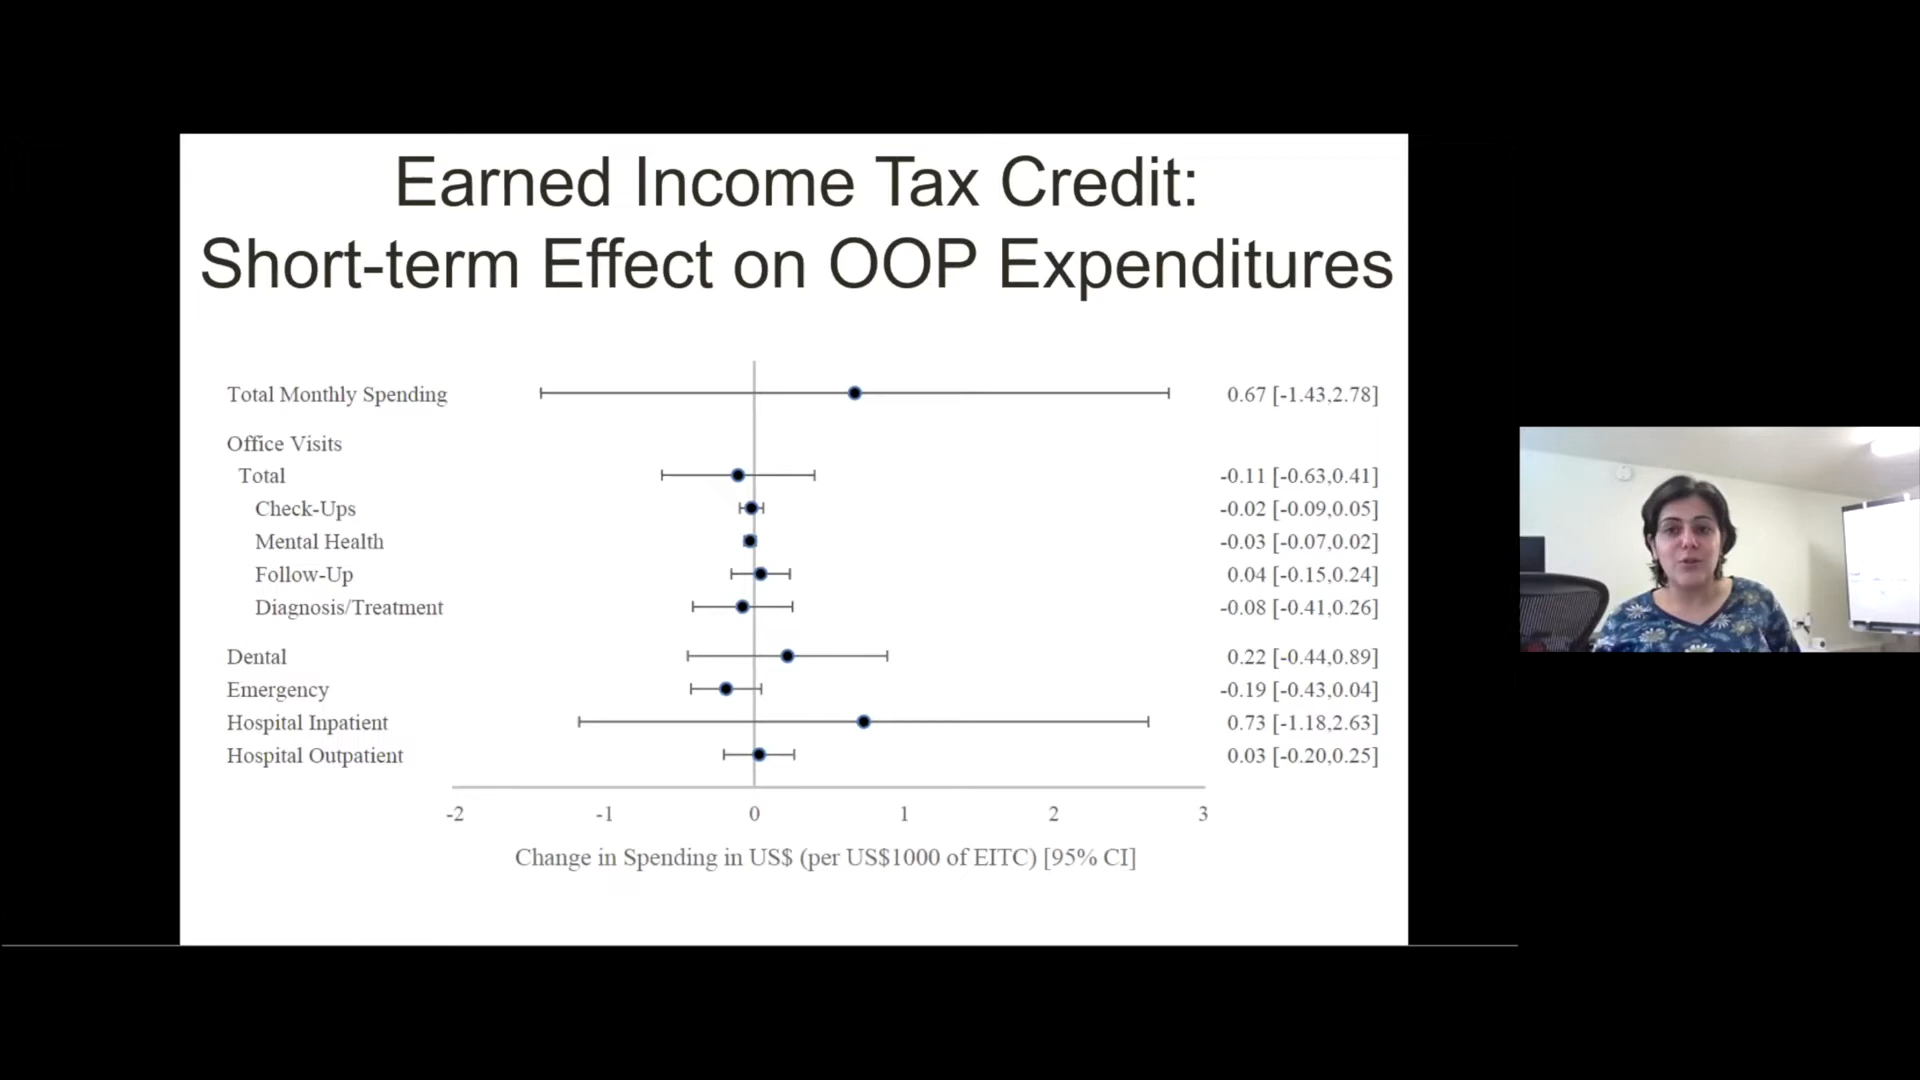 Earned Income Tax Credit:
Short-term Effect on OOP Expenditures
Total Monthly Spending 0.67 [-1.43,2.78]
Office Visits
Total -0.11 [-0.63,0.41]
Check-Ups -0.02 [-0.09,0.05]
Mental Health -0.03 [-0.07,0.02]
Follow-Up 0.04 [-0.15,0.24]
Diagnosis/Treatment -0.08 [-0.41,0.26]
Dental 0.22 [-0.44,0.89]
Emergency -0.19 [-0.43,0.04]
Hospital Inpatient 0.73 [-1.18,2.63]
Hospital Outpatient 0.03 [-0.20,0.25]
-2 -1 0 1 2 3
Change in Spending in US$ (per US$1000 of EITC) [95% CI]